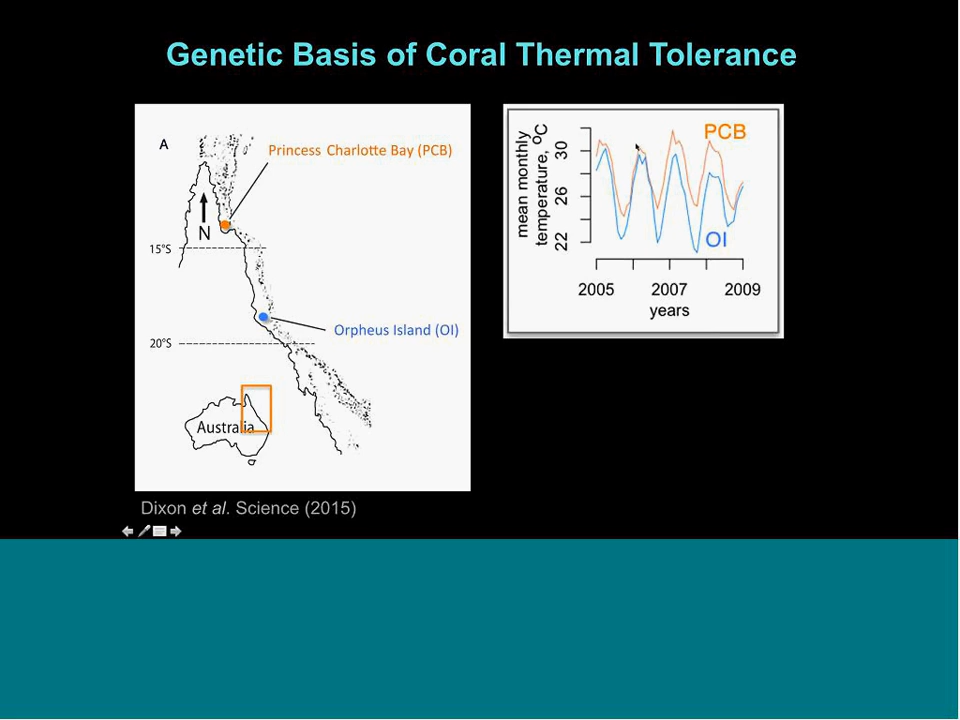 Genetic Basis of Coral Thermal Tolerance
A
Princess Charlotte Bay (PCB)
N
15°S
Orpheus Island (OI)
20°S
Australia
Dixon et al. Science (2015)
mean monthly
temperature, °C
30
26
22
PCB
OI
2005 2007 2009
years